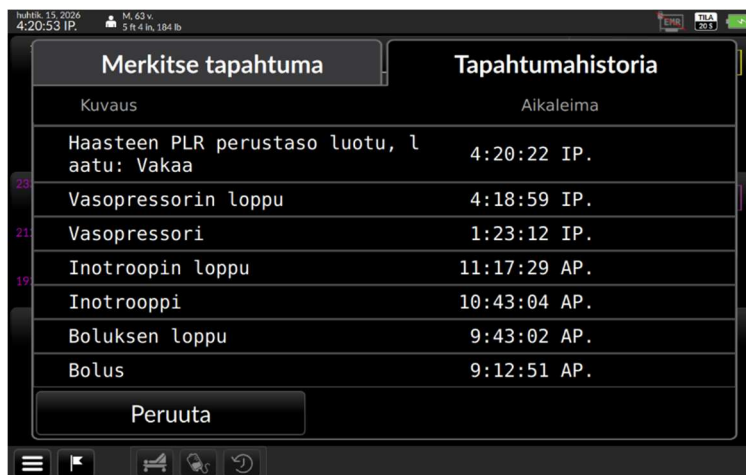 huhtik. 15, 2026
4:20:53 IP.
M, 63 v.
5 ft 4 in, 184 lb
EMR
TILA
20 S
Merkitse tapahtuma
Tapahtumahistoria
Kuvaus
Aikaleima
Haasteen PLR perustaso luotu, l
aatu: Vakaa
4:20:22 IP.
Vasopressorin loppu
4:18:59 IP.
Vasopressori
1:23:12 IP.
Inotroopin loppu
11:17:29 AP.
Inotrooppi
10:43:04 AP.
Boluksen loppu
9:43:02 AP.
Bolus
9:12:51 AP.
Peruuta